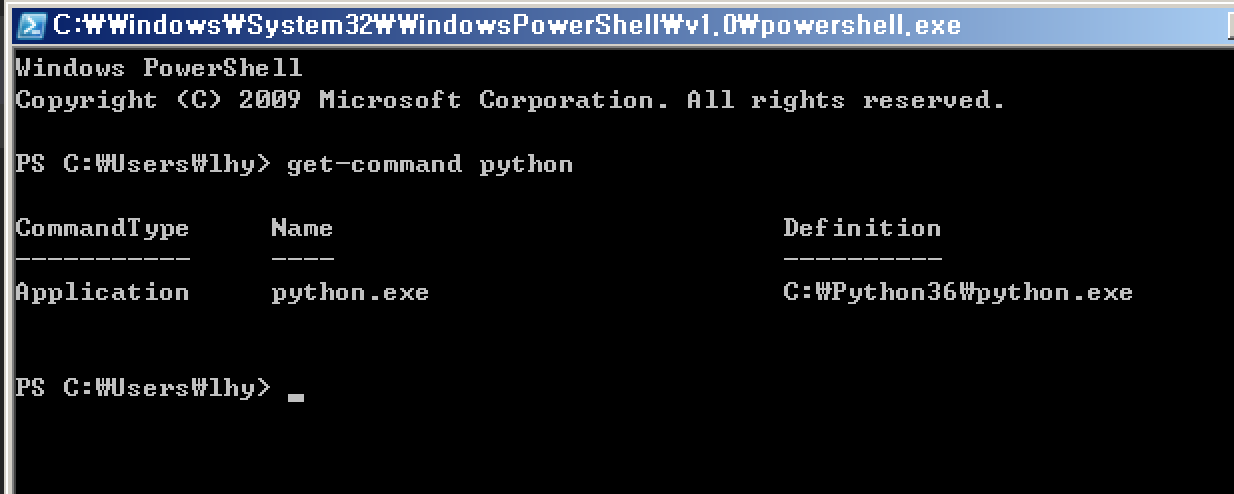 C:₩Windows₩System32₩WindowsPowerShell₩v1.0₩powershell.exe
Windows PowerShell
Copyright (C) 2009 Microsoft Corporation. All rights reserved.
PS C:₩Users₩lhy> get-command python
CommandType     Name                            Definition
-----------     ----                            ----------
Application     python.exe                      C:₩Python36₩python.exe
PS C:₩Users₩lhy> _